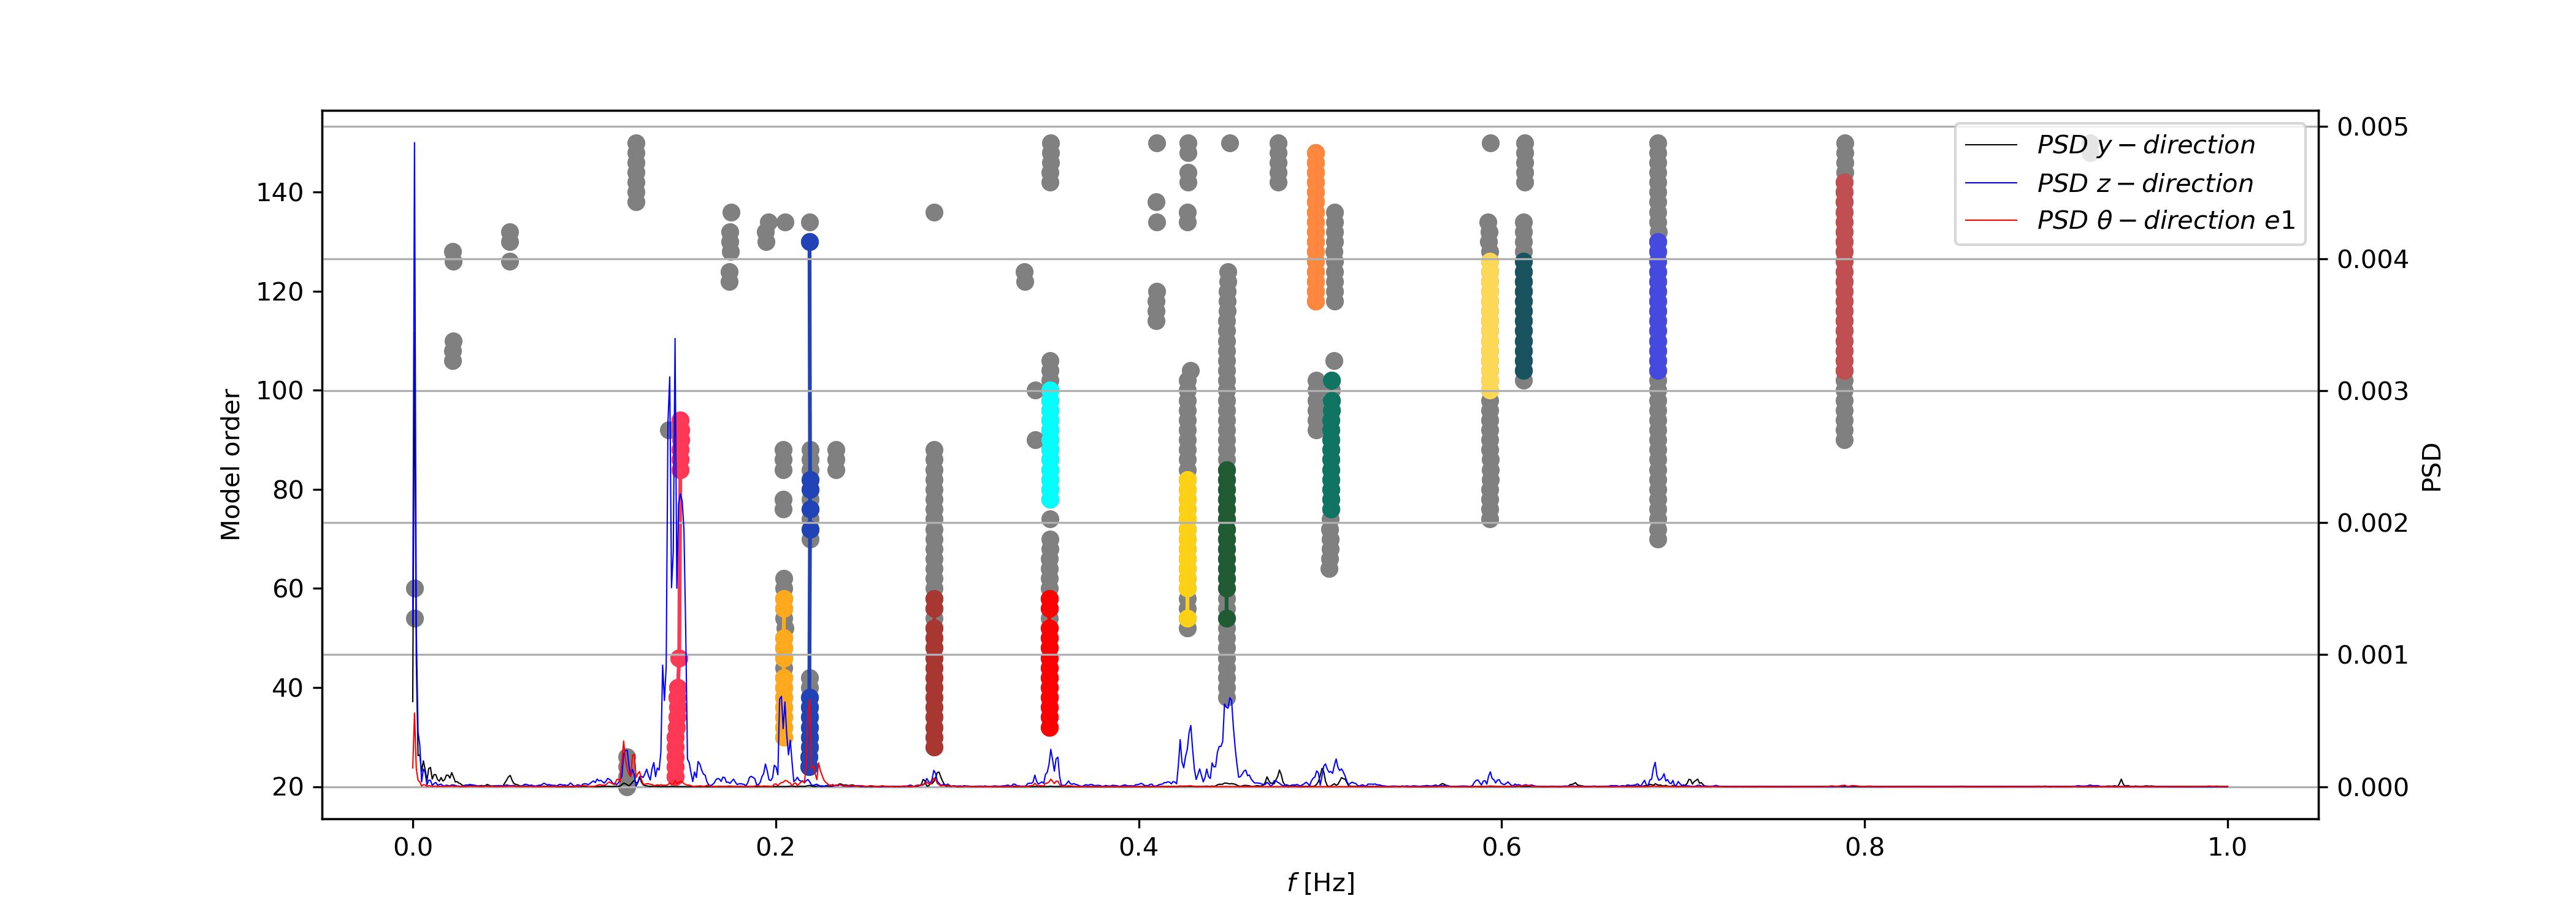 PSD y − direction
PSD z − direction
PSD θ − direction e1
140
120
100
80
60
40
20
Model order
0.005
0.004
0.003
0.002
0.001
0.000
PSD
0.0 0.2 0.4 0.6 0.8 1.0
f [Hz]